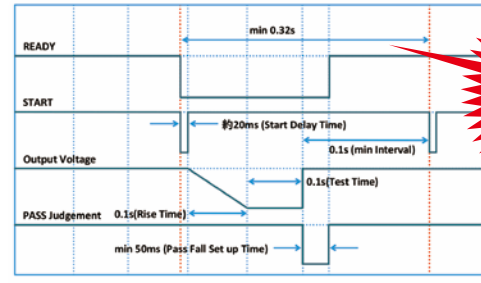 min 0.32s
READY
START
約20ms (Start Delay Time)
0.1s (min Interval)
Output Voltage
0.1s(Test Time)
0.1s(Rise Time)
PASS Judgement
min 50ms (Pass Fall Set up Time)